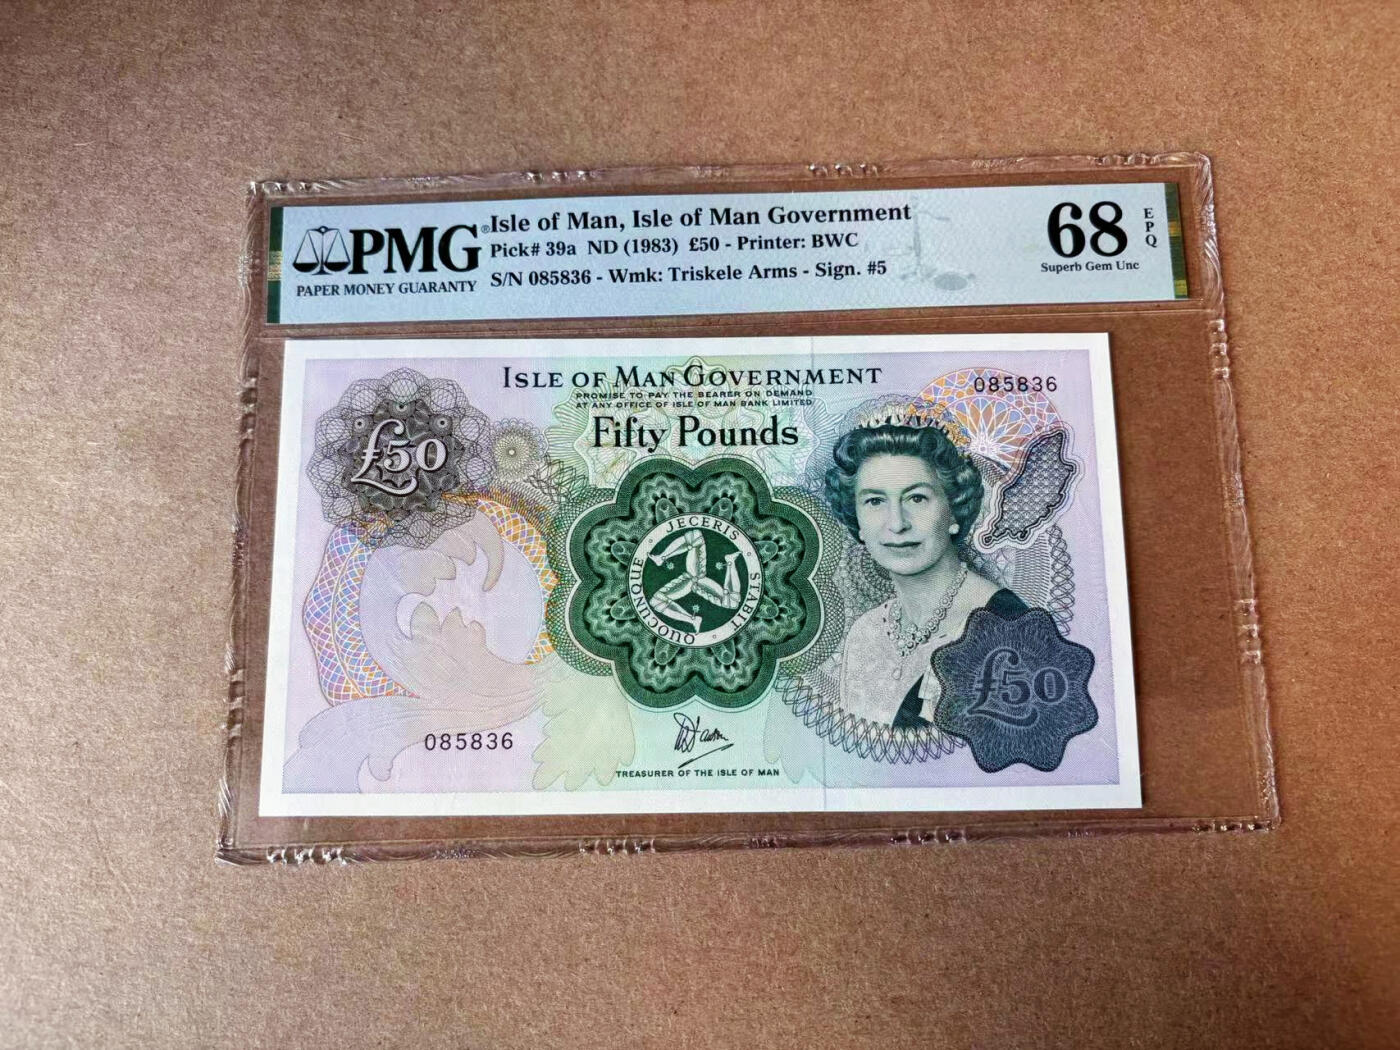 PMG®
PAPER MONEY GUARANTY
Isle of Man, Isle of Man Government
Pick# 39a ND (1983) £50 - Printer: BWC
S/N 085836 - Wmk: Triskele Arms - Sign. #5
68
EPQ
Superb Gem Unc
ISLE OF MAN GOVERNMENT
PROMISE TO PAY THE BEARER ON DEMAND
AT ANY OFFICE OF ISLE OF MAN BANK LIMITED
085836
Fifty Pounds
£50
QUOCUNQUE · JECERIS · STABIT
£50
085836
TREASURER OF THE ISLE OF MAN